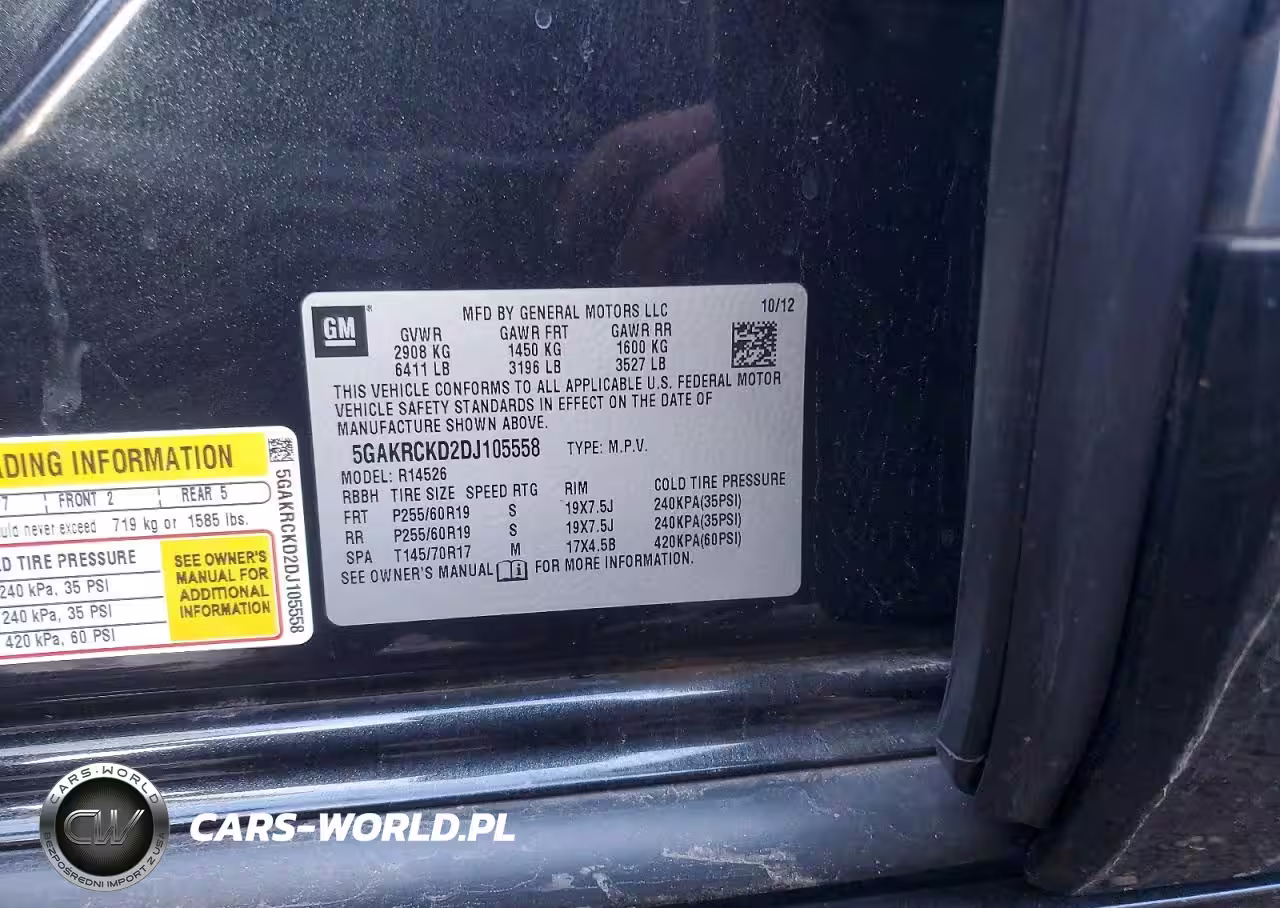 GM
®
MFD BY GENERAL MOTORS LLC 10/12
GVWR GAWR FRT GAWR RR
2908 KG 1450 KG 1600 KG
6411 LB 3196 LB 3527 LB
THIS VEHICLE CONFORMS TO ALL APPLICABLE U.S. FEDERAL MOTOR
VEHICLE SAFETY STANDARDS IN EFFECT ON THE DATE OF
MANUFACTURE SHOWN ABOVE.
5GAKRCKD2DJ105558 TYPE: M.P.V.
MODEL: R14526
RBBH TIRE SIZE SPEED RTG RIM COLD TIRE PRESSURE
FRT P255/60R19 S 19X7.5J 240KPA(35PSI)
RR P255/60R19 S 19X7.5J 240KPA(35PSI)
SPA T145/70R17 M 17X4.5B 420KPA(60PSI)
SEE OWNER'S MANUAL FOR MORE INFORMATION.
ADING INFORMATION
7 FRONT 2 REAR 5
uld never exceed 719 kg or 1585 lbs.
D TIRE PRESSURE
240 kPa, 35 PSI
240 kPa, 35 PSI
420 kPa, 60 PSI
SEE OWNER'S
MANUAL FOR
ADDITIONAL
INFORMATION
5GAKRCKD2DJ105558
CARS-WORLD
CW
BEZPOŚREDNI IMPORT Z USA
CARS-WORLD.PL